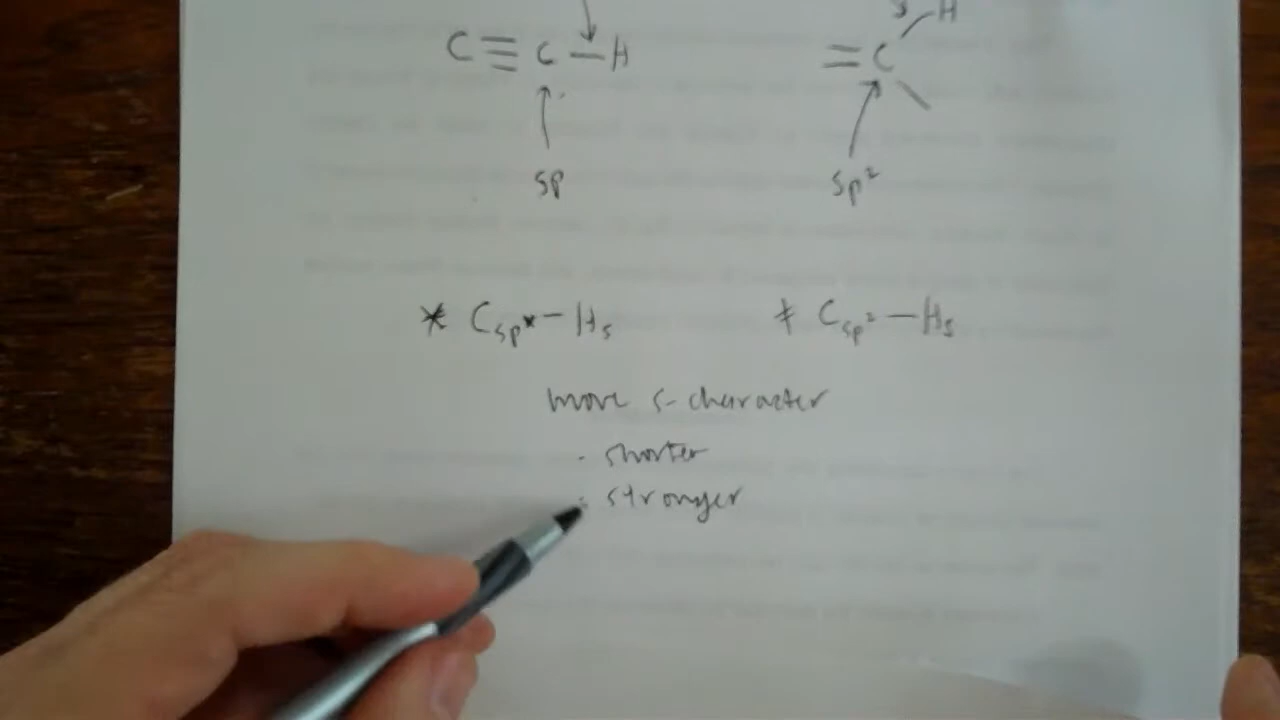 s H
C≡C-H =C
sp sp²
* C_sp*-H_s * C_sp²-H_s
more s-character
· shorter
· stronger